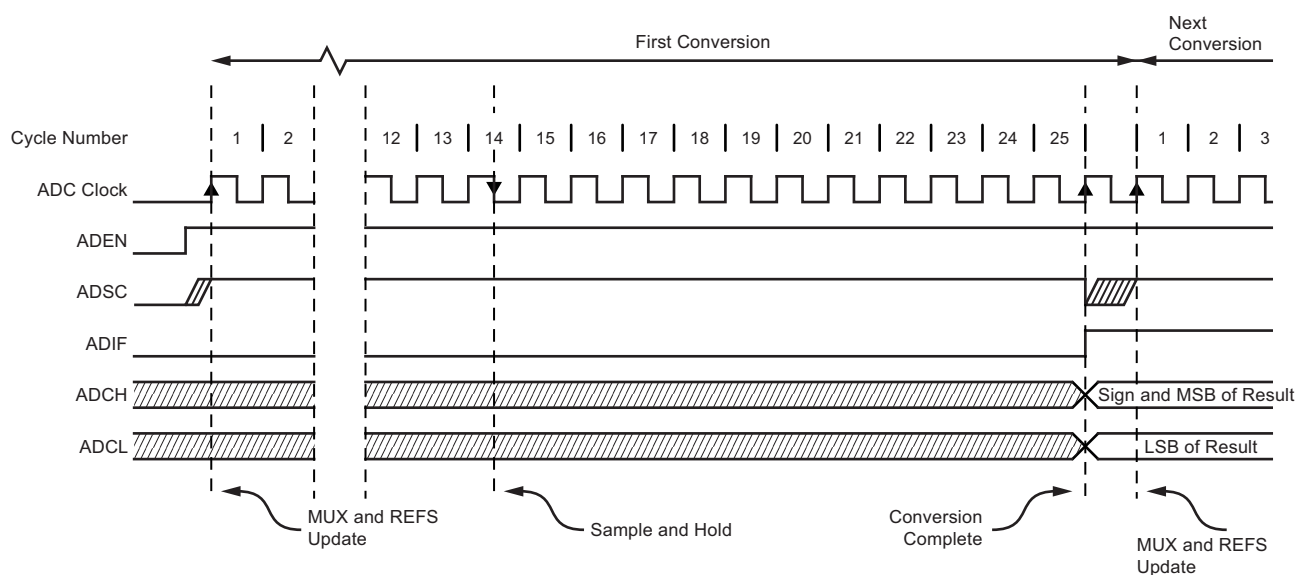 First Conversion
Next
Conversion
Cycle Number 1 2 12 13 14 15 16 17 18 19 20 21 22 23 24 25 1 2 3
ADC Clock
ADEN
ADSC
ADIF
ADCH Sign and MSB of Result
ADCL LSB of Result
MUX and REFS
Update
Sample and Hold
Conversion
Complete
MUX and REFS
Update